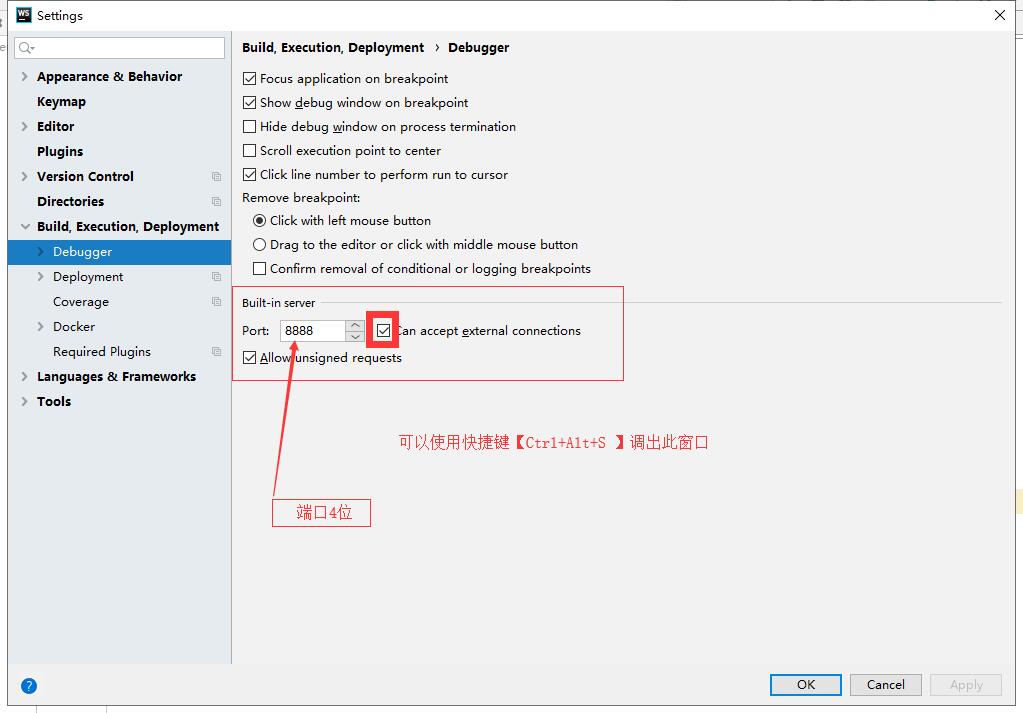 WS Settings
Appearance & Behavior
Keymap
Editor
Plugins
Version Control
Directories
Build, Execution, Deployment
Debugger
Deployment
Coverage
Docker
Required Plugins
Languages & Frameworks
Tools
Build, Execution, Deployment › Debugger
Focus application on breakpoint
Show debug window on breakpoint
Hide debug window on process termination
Scroll execution point to center
Click line number to perform run to cursor
Remove breakpoint:
Click with left mouse button
Drag to the editor or click with middle mouse button
Confirm removal of conditional or logging breakpoints
Built-in server
Port: 8888 Can accept external connections
Allow unsigned requests
可以使用快捷键【Ctrl+Alt+S 】调出此窗口
端口4位
?
OK Cancel Apply